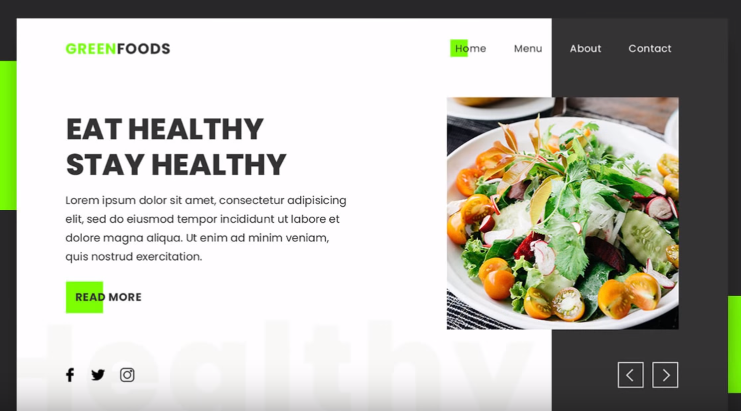 GREENFOODS
Home Menu About Contact
EAT HEALTHY
STAY HEALTHY
Lorem ipsum dolor sit amet, consectetur adipisicing
elit, sed do eiusmod tempor incididunt ut labore et
dolore magna aliqua. Ut enim ad minim veniam,
quis nostrud exercitation.
READ MORE
Healthy